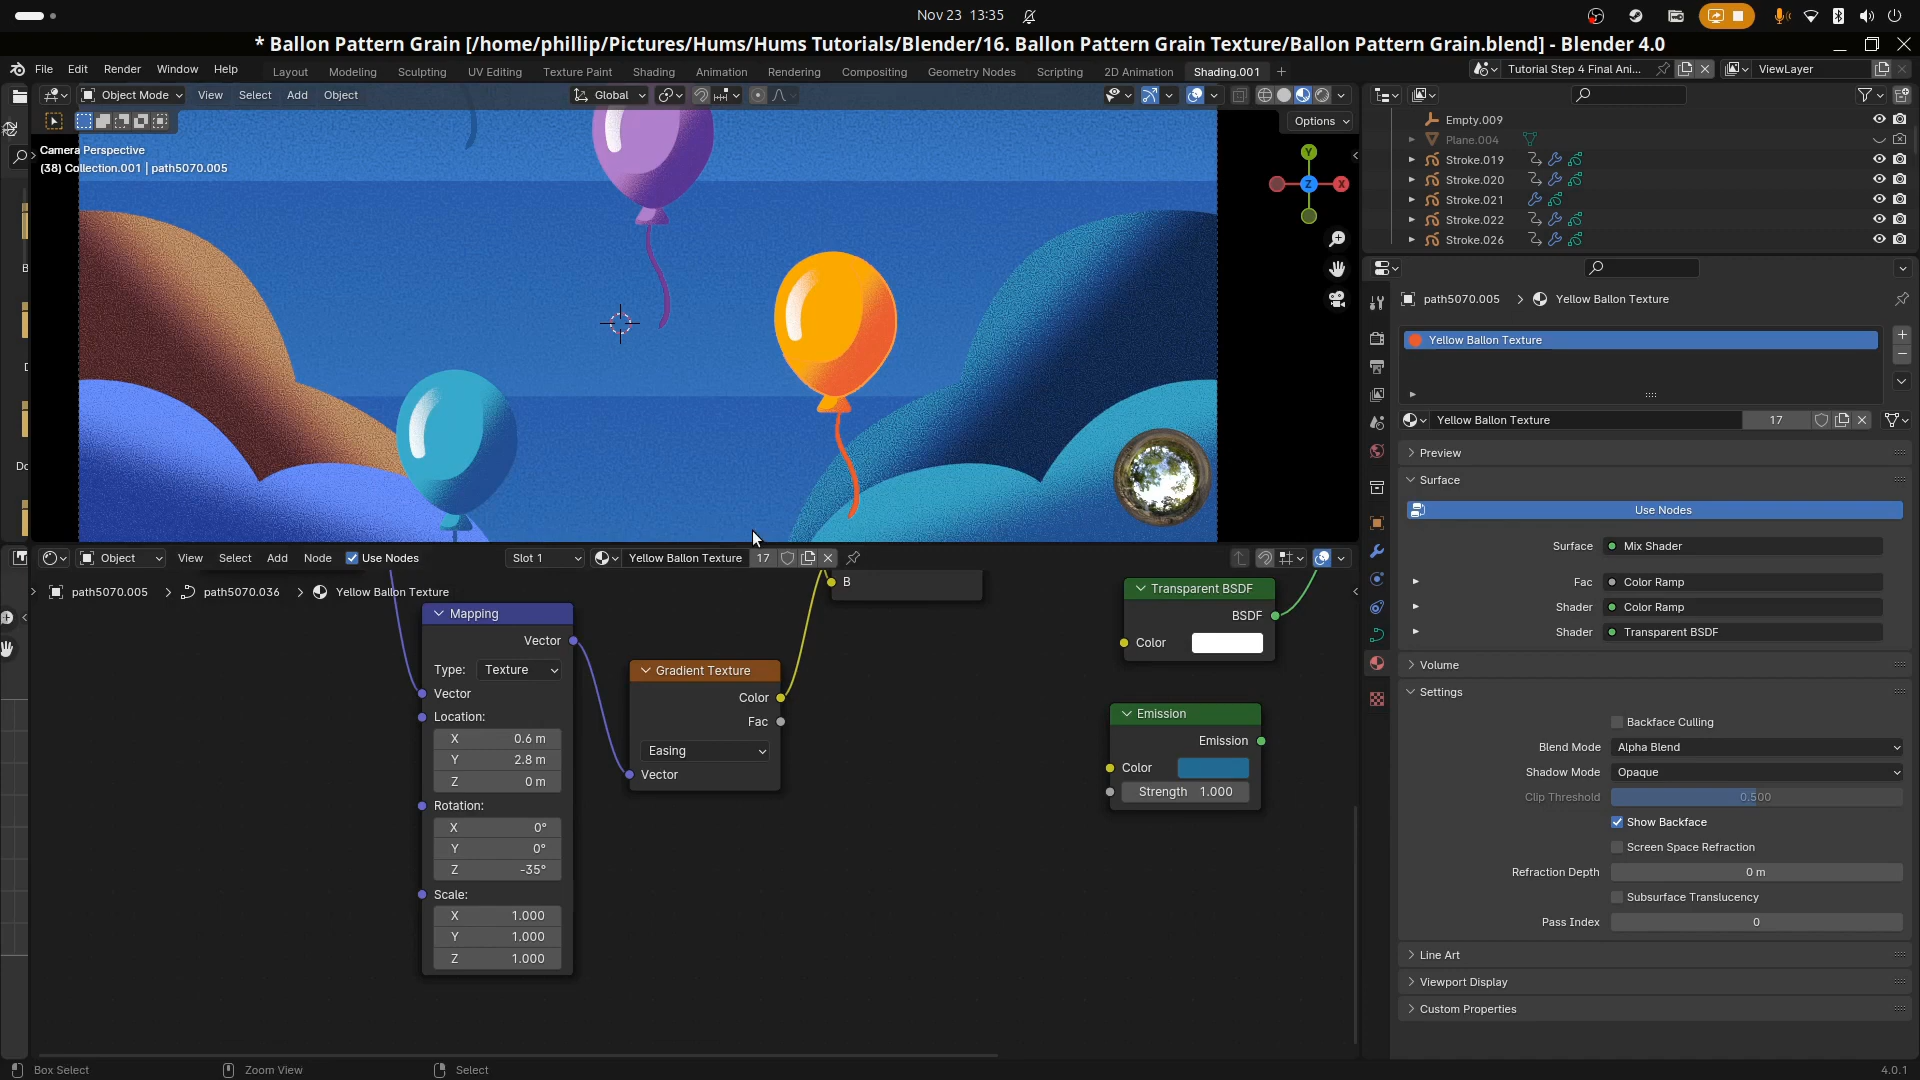 Nov 23 13:35
* Ballon Pattern Grain [/home/phillip/Pictures/Hums/Hums Tutorials/Blender/16. Ballon Pattern Grain Texture/Ballon Pattern Grain.blend] - Blender 4.0
File Edit Render Window Help Layout Modeling Sculpting UV Editing Texture Paint Shading Animation Rendering Compositing Geometry Nodes Scripting 2D Animation Shading.001 + Tutorial Step 4 Final Ani... ViewLayer
Object Mode View Select Add Object Global
Options
Camera Perspective
(38) Collection.001 | path5070.005
Y
X
Z
Empty.009
Plane.004
Stroke.019
Stroke.020
Stroke.021
Stroke.022
Stroke.026
path5070.005 > Yellow Ballon Texture
Yellow Ballon Texture
Yellow Ballon Texture 17
Preview
Surface
Use Nodes
Surface Mix Shader
Fac Color Ramp
Shader Color Ramp
Shader Transparent BSDF
Volume
Settings
Backface Culling
Blend Mode Alpha Blend
Shadow Mode Opaque
Clip Threshold 0.500
Show Backface
Screen Space Refraction
Refraction Depth 0 m
Subsurface Translucency
Pass Index 0
Line Art
Viewport Display
Custom Properties
Object View Select Add Node Use Nodes Slot 1 Yellow Ballon Texture 17
path5070.005 > path5070.036 > Yellow Ballon Texture
B
Mapping
Vector
Type: Texture
Vector
Location:
X 0.6 m
Y 2.8 m
Z 0 m
Rotation:
X 0°
Y 0°
Z -35°
Scale:
X 1.000
Y 1.000
Z 1.000
Gradient Texture
Color
Fac
Easing
Vector
Transparent BSDF
BSDF
Color
Emission
Emission
Color
Strength 1.000
Box Select Zoom View Select 4.0.1